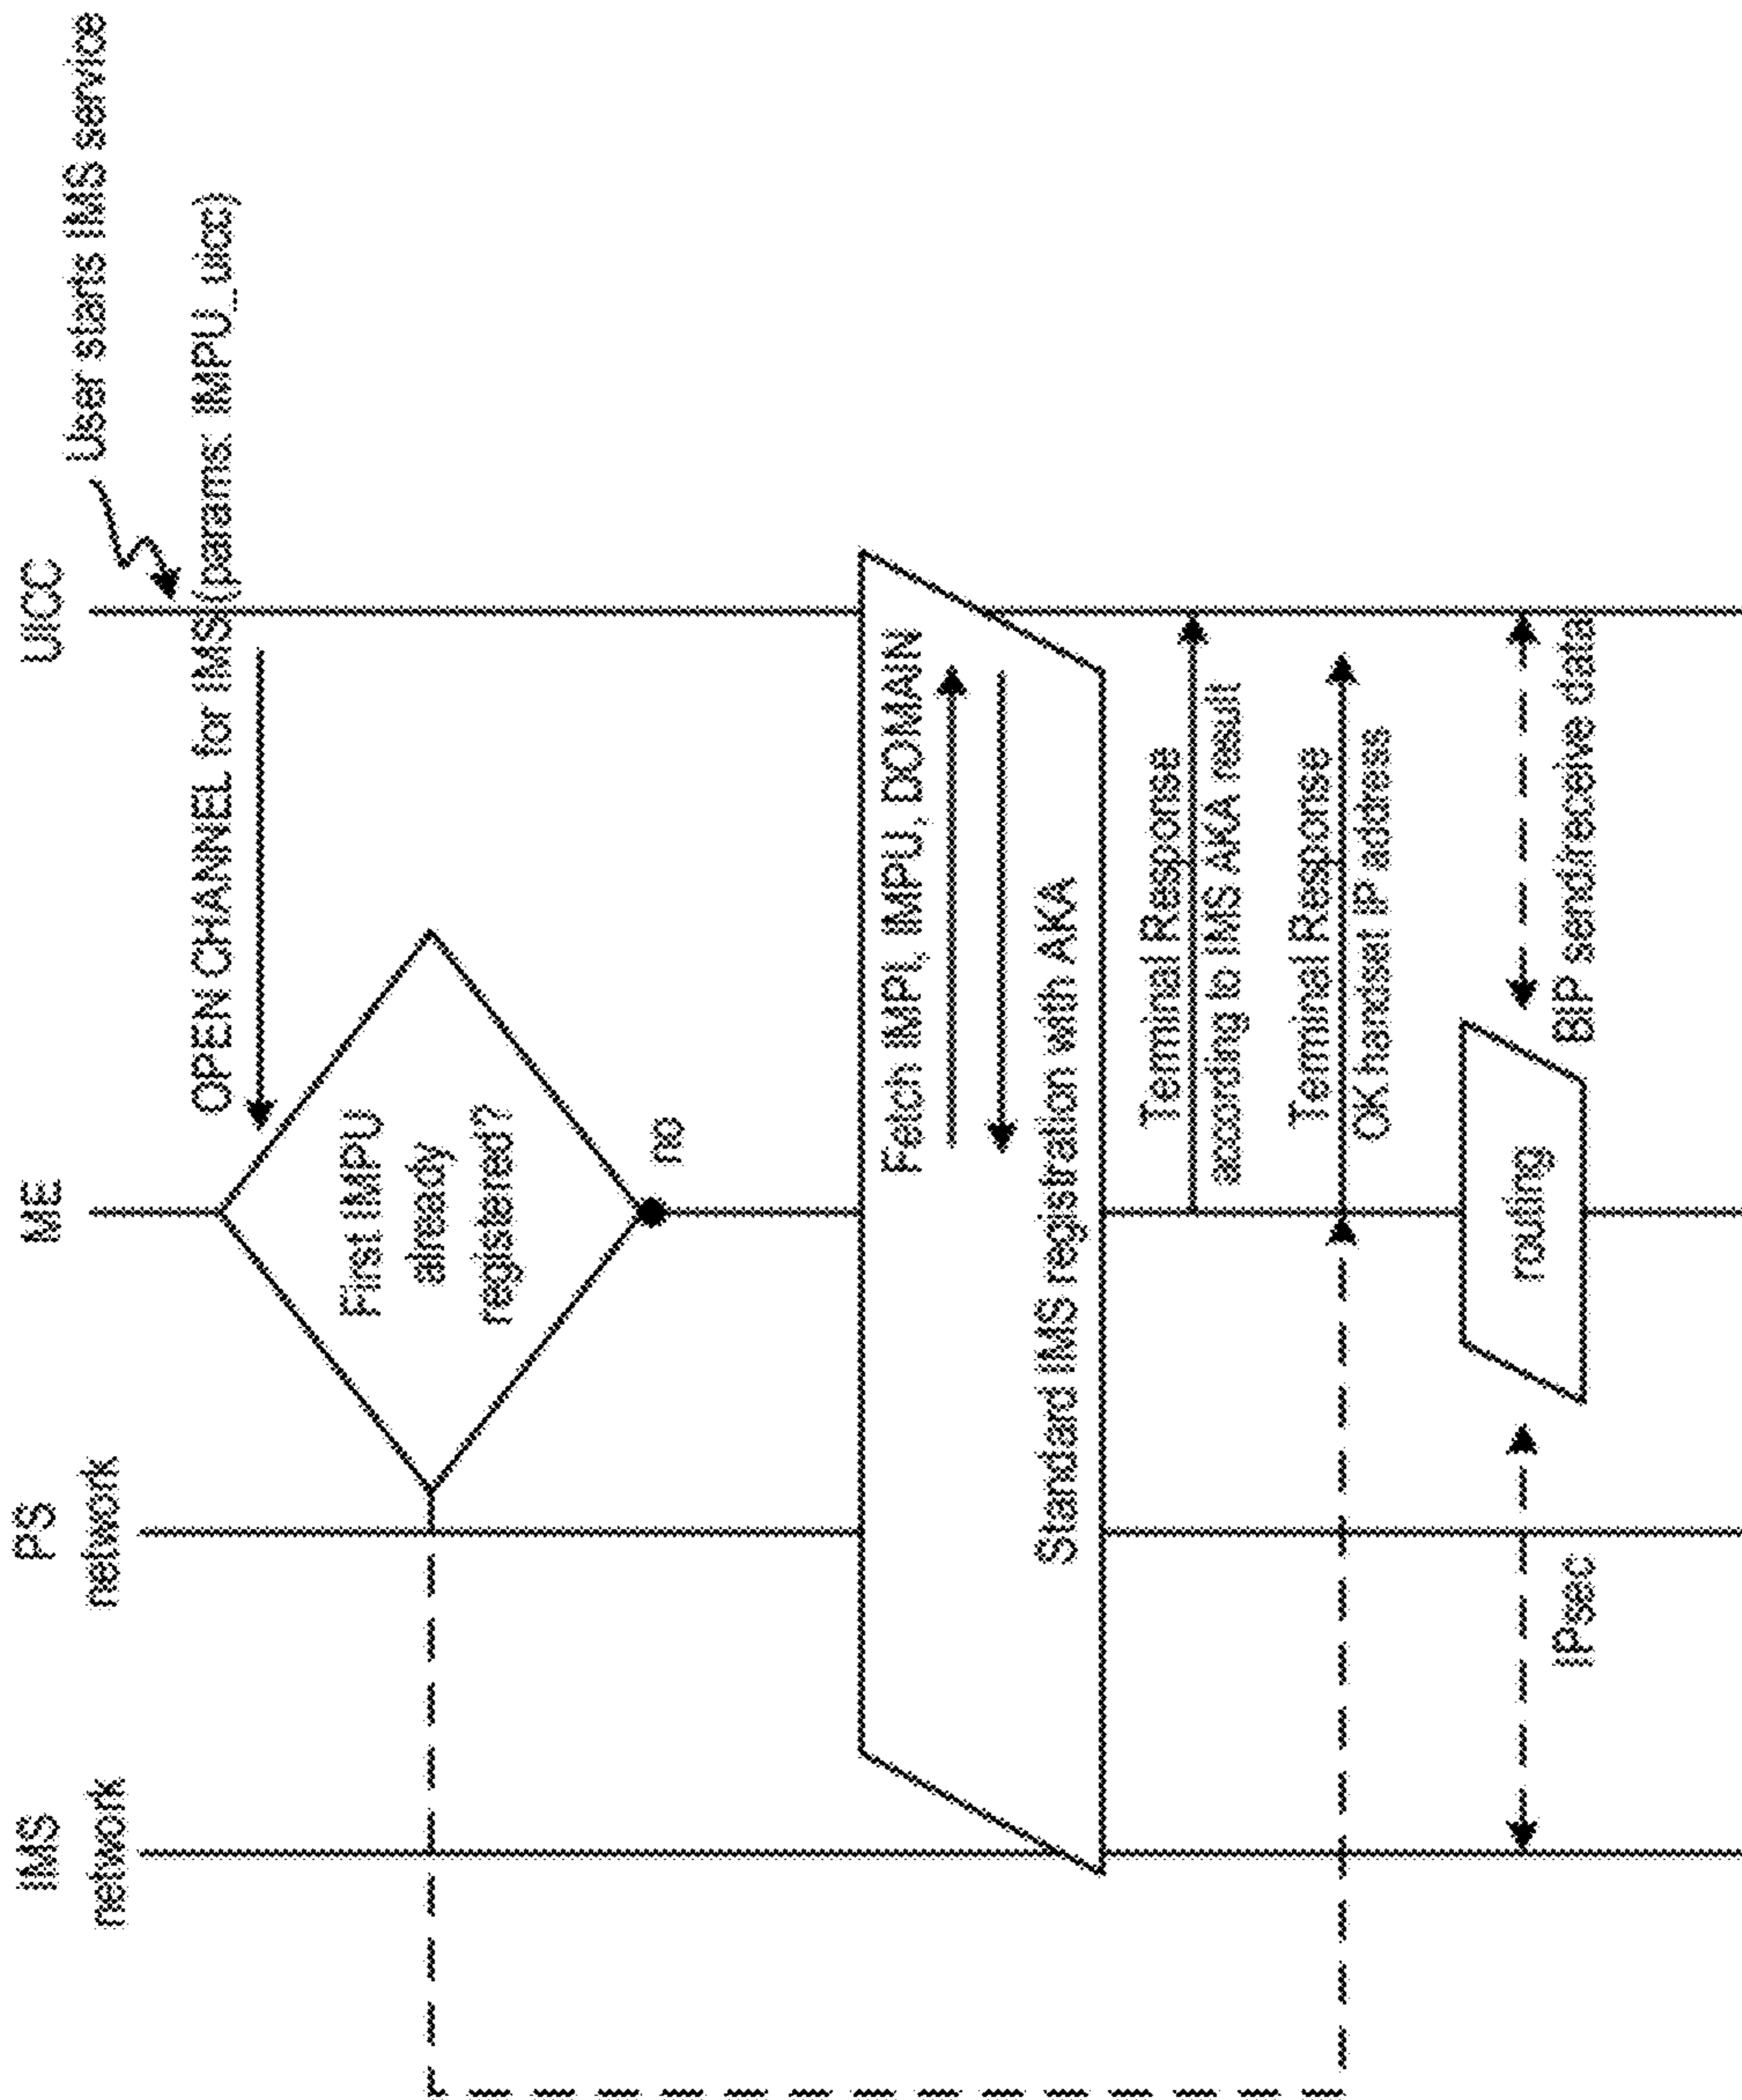 IMS
network
PS
network
ME
UICC
User starts IMS service
OPEN CHANNEL for IMS (params: IMPU_uicc)
First IMPU
already
registered?
no
Fetch IMPI, IMPU, DOMAIN
Standard IMS registration with AKA
Terminal Response
according to IMS AKA result
Terminal Response
OK handset IP address
routing
IPsec
BIP send/receive data